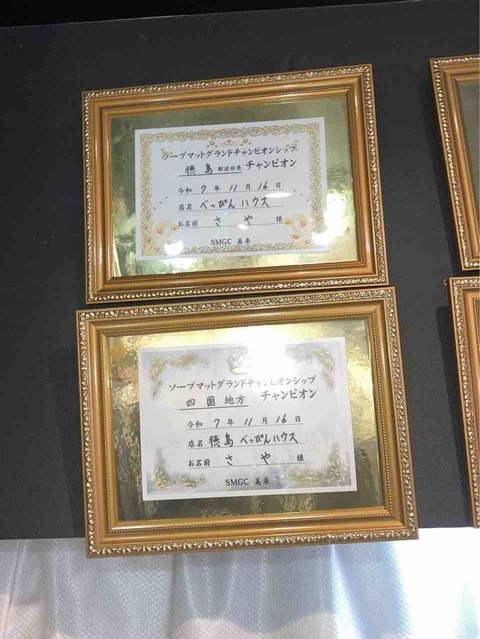 ソープマットグランドチャンピオンシップ
徳島 都道府県 チャンピオン
令和 7 年 11 月 16 日
店名 べっぴんハウス
お名前 さや 様
SMGC 美来
ソープマットグランドチャンピオンシップ
四国 地方 チャンピオン
令和 7 年 11 月 16 日
店名 徳島べっぴんハウス
お名前 さや 様
SMGC 美来